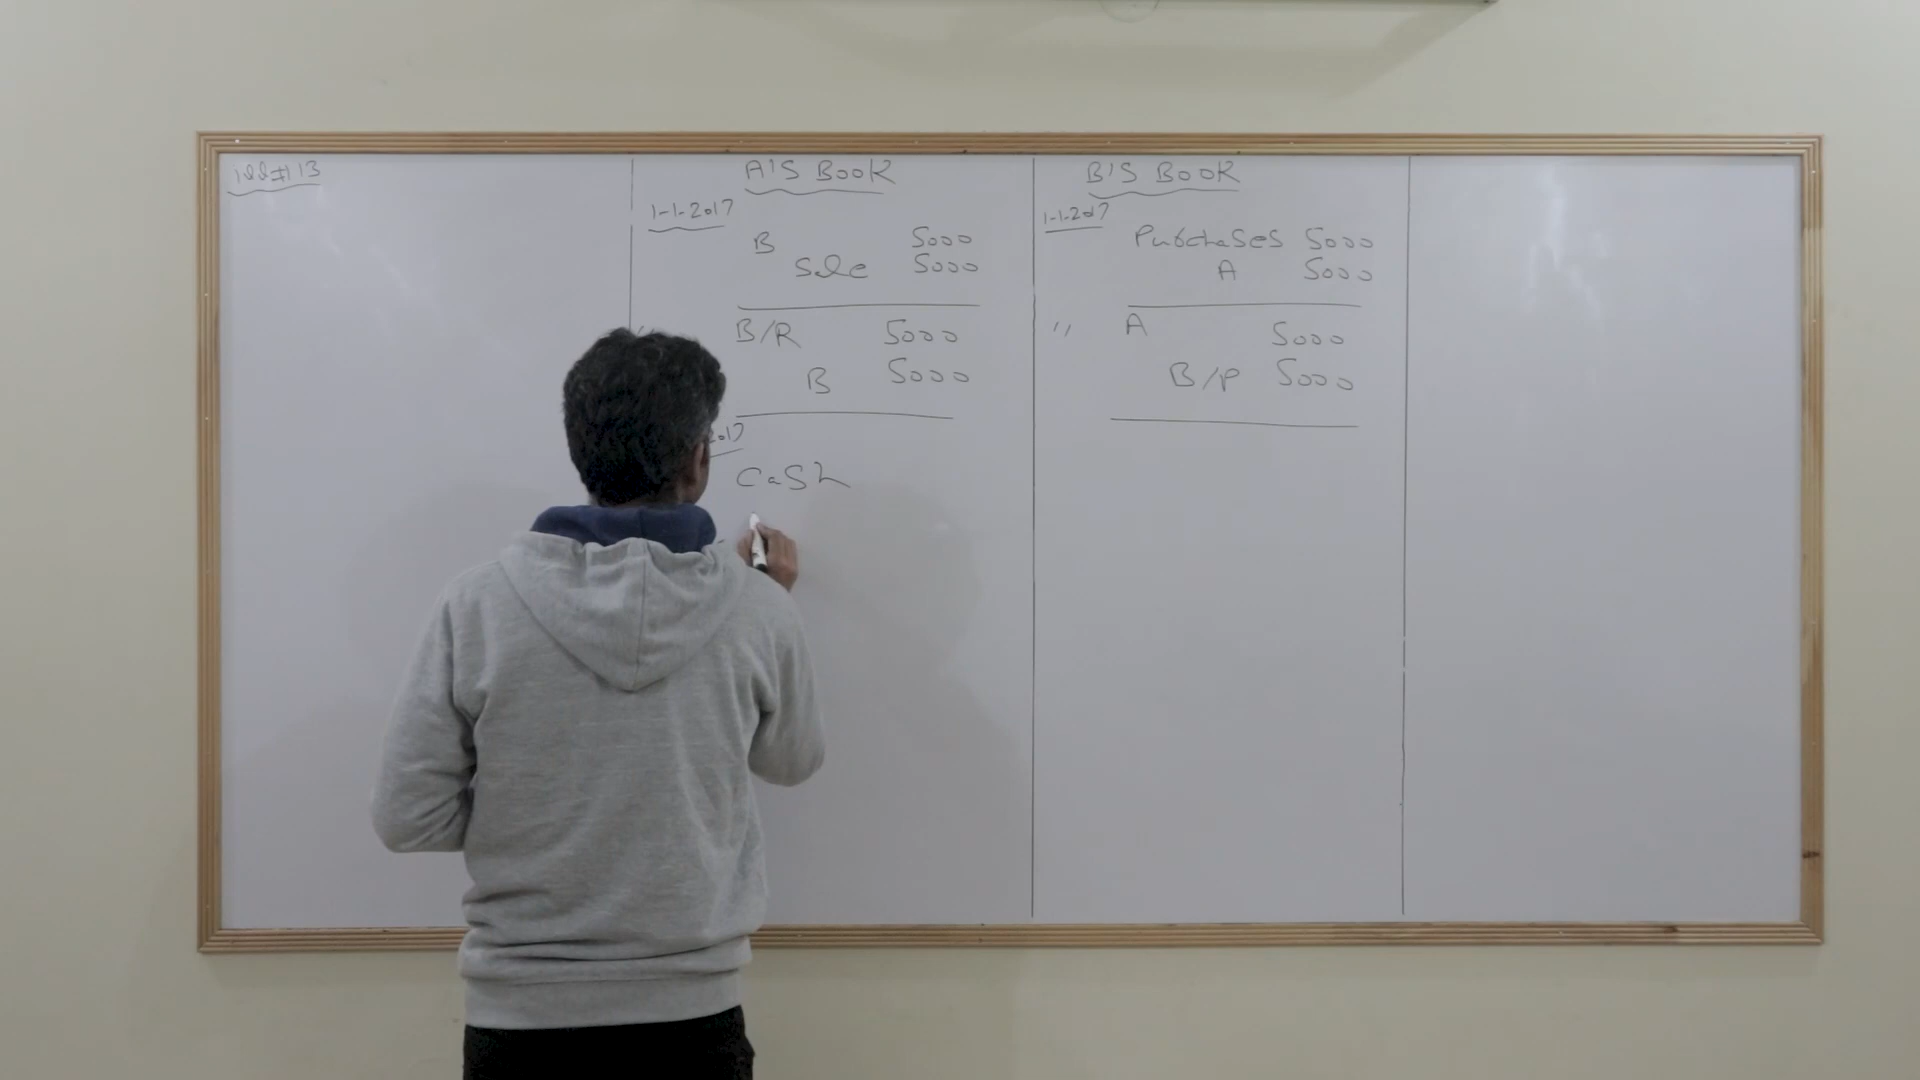 Ill#13
A'S BOOK
1-1-2017
B 5000
Sale 5000
B/R 5000
B 5000
2017
Cash
B'S BOOK
1-1-2017
Purchases 5000
A 5000
" A 5000
B/P 5000